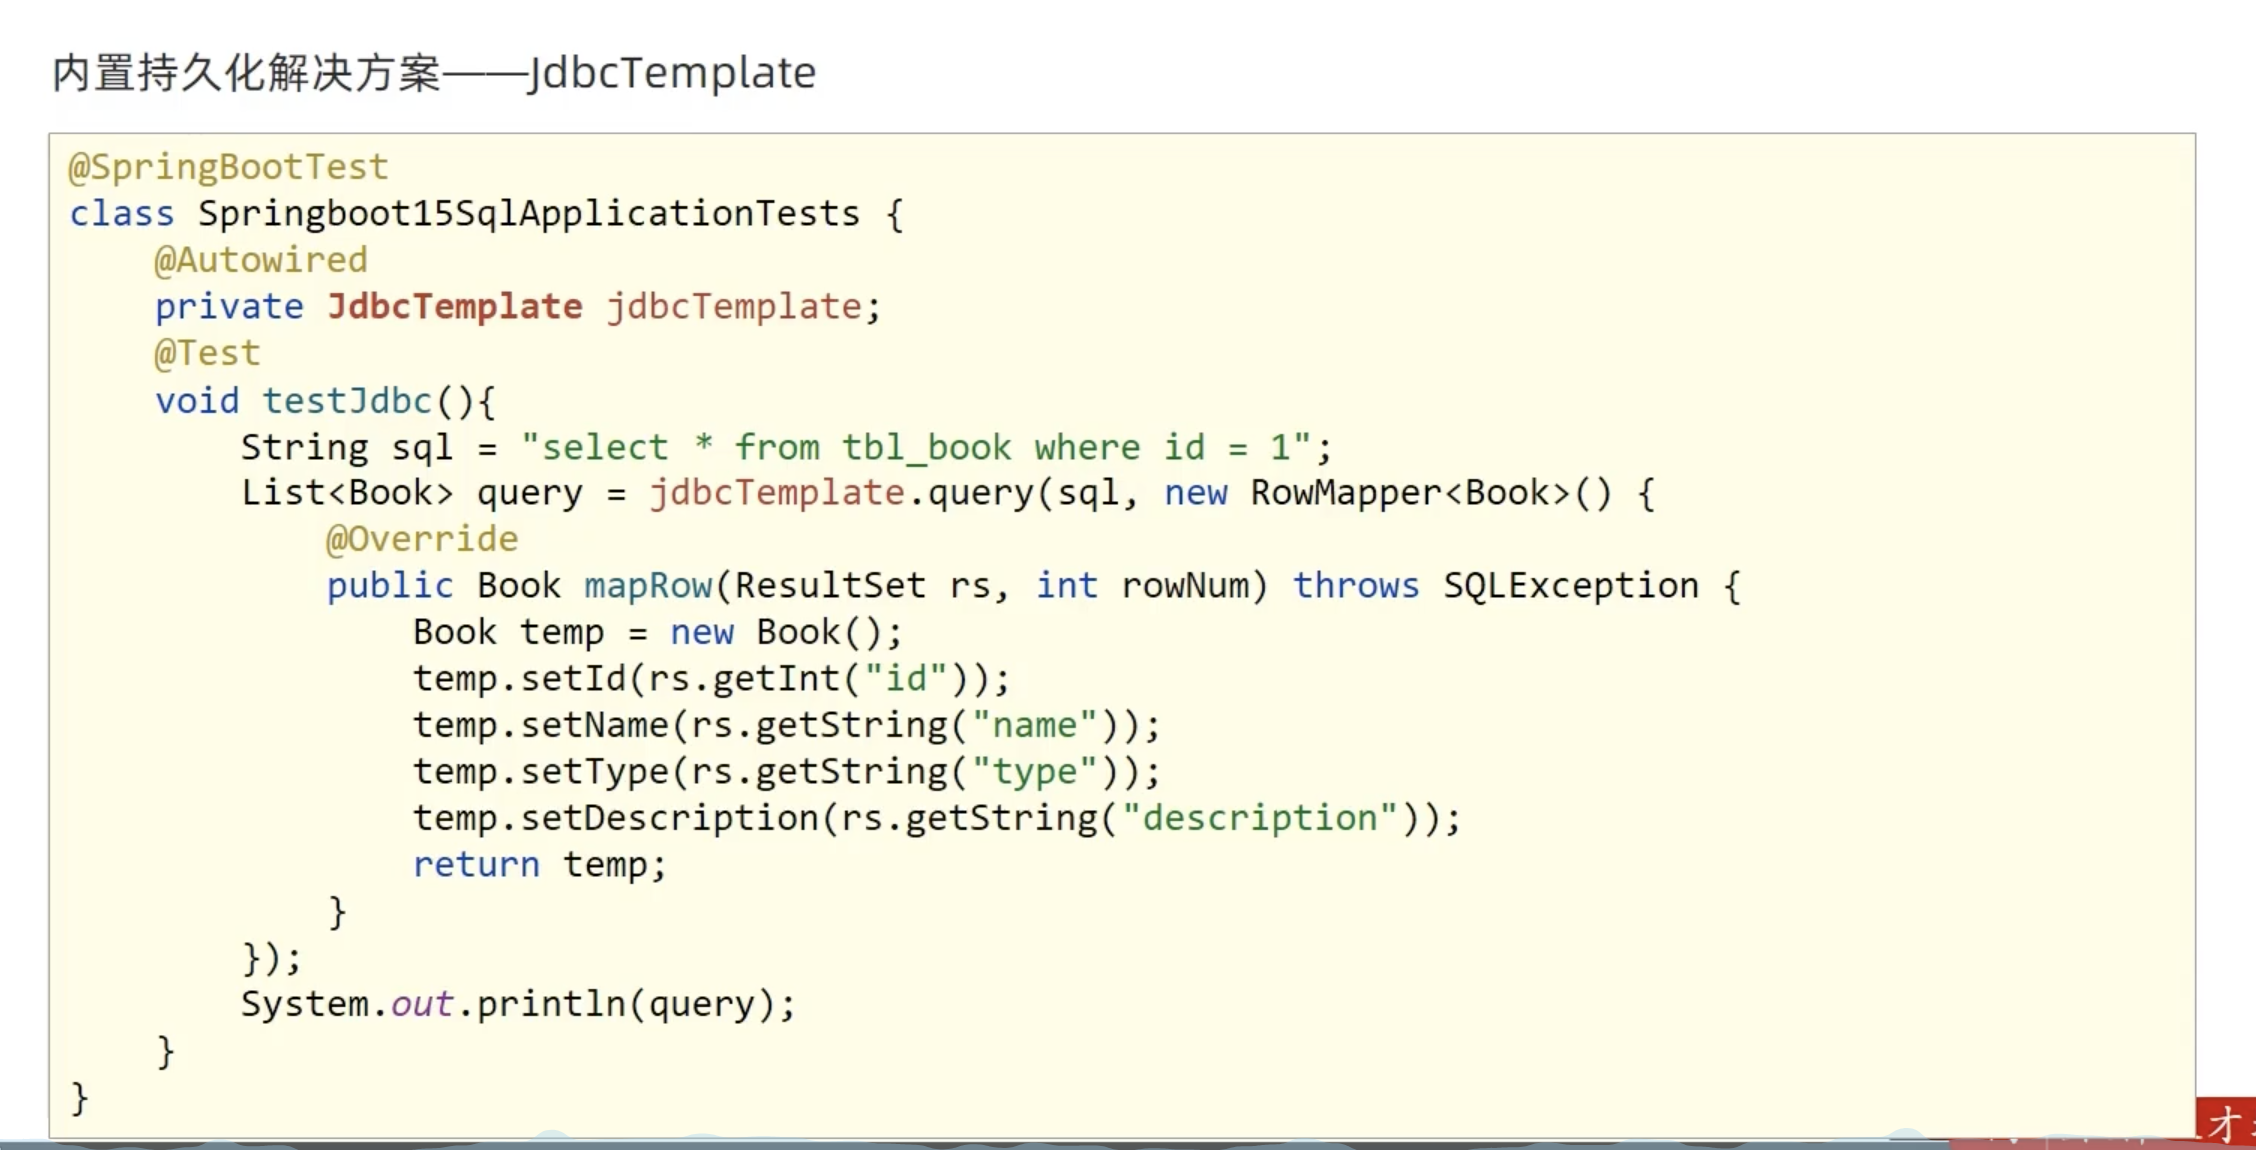 内置持久化解决方案——JdbcTemplate
@SpringBootTest
class Springboot15SqlApplicationTests {
    @Autowired
    private JdbcTemplate jdbcTemplate;
    @Test
    void testJdbc(){
        String sql = "select * from tbl_book where id = 1";
        List<Book> query = jdbcTemplate.query(sql, new RowMapper<Book>() {
            @Override
            public Book mapRow(ResultSet rs, int rowNum) throws SQLException {
                Book temp = new Book();
                temp.setId(rs.getInt("id"));
                temp.setName(rs.getString("name"));
                temp.setType(rs.getString("type"));
                temp.setDescription(rs.getString("description"));
                return temp;
            }
        });
        System.out.println(query);
    }
}
才